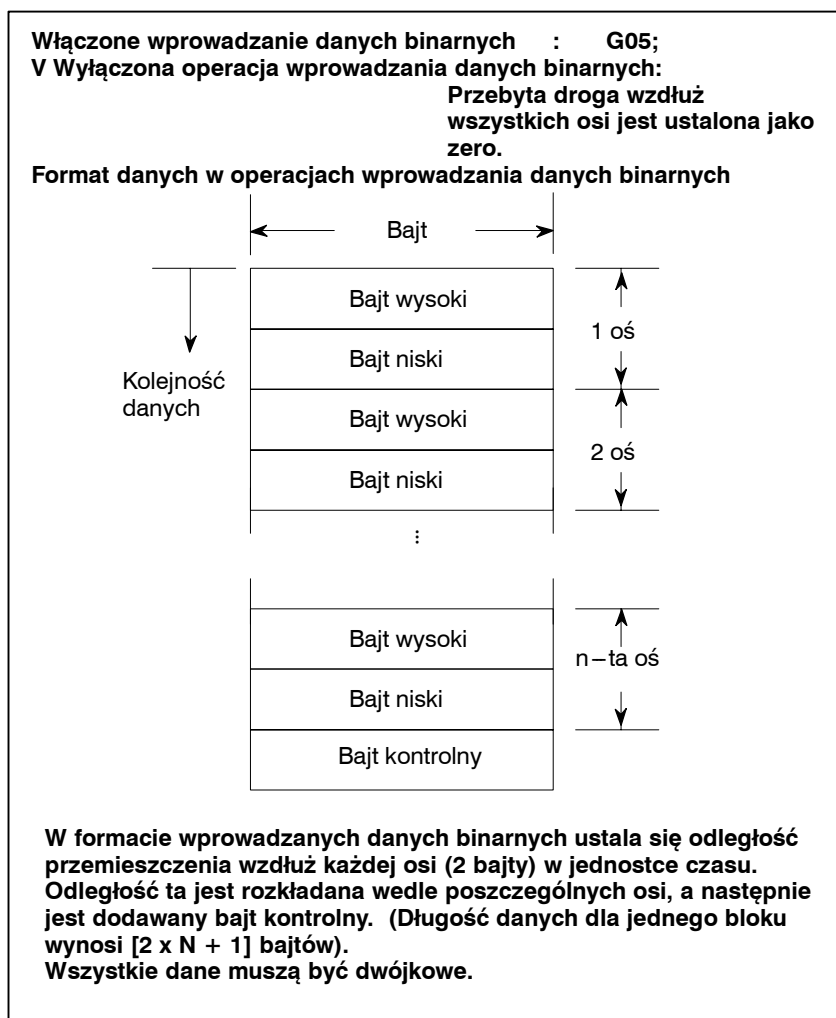 Włączone wprowadzanie danych binarnych : G05;
V Wyłączona operacja wprowadzania danych binarnych:
Przebyta droga wzdłuż
wszystkich osi jest ustalona jako
zero.
Format danych w operacjach wprowadzania danych binarnych
Bajt
Bajt wysoki
1 oś
Bajt niski
Kolejność
danych
Bajt wysoki
2 oś
Bajt niski
...
Bajt wysoki
n–ta oś
Bajt niski
Bajt kontrolny
W formacie wprowadzanych danych binarnych ustala się odległość
przemieszczenia wzdłuż każdej osi (2 bajty) w jednostce czasu.
Odległość ta jest rozkładana wedle poszczególnych osi, a następnie
jest dodawany bajt kontrolny. (Długość danych dla jednego bloku
wynosi [2 x N + 1] bajtów).
Wszystkie dane muszą być dwójkowe.